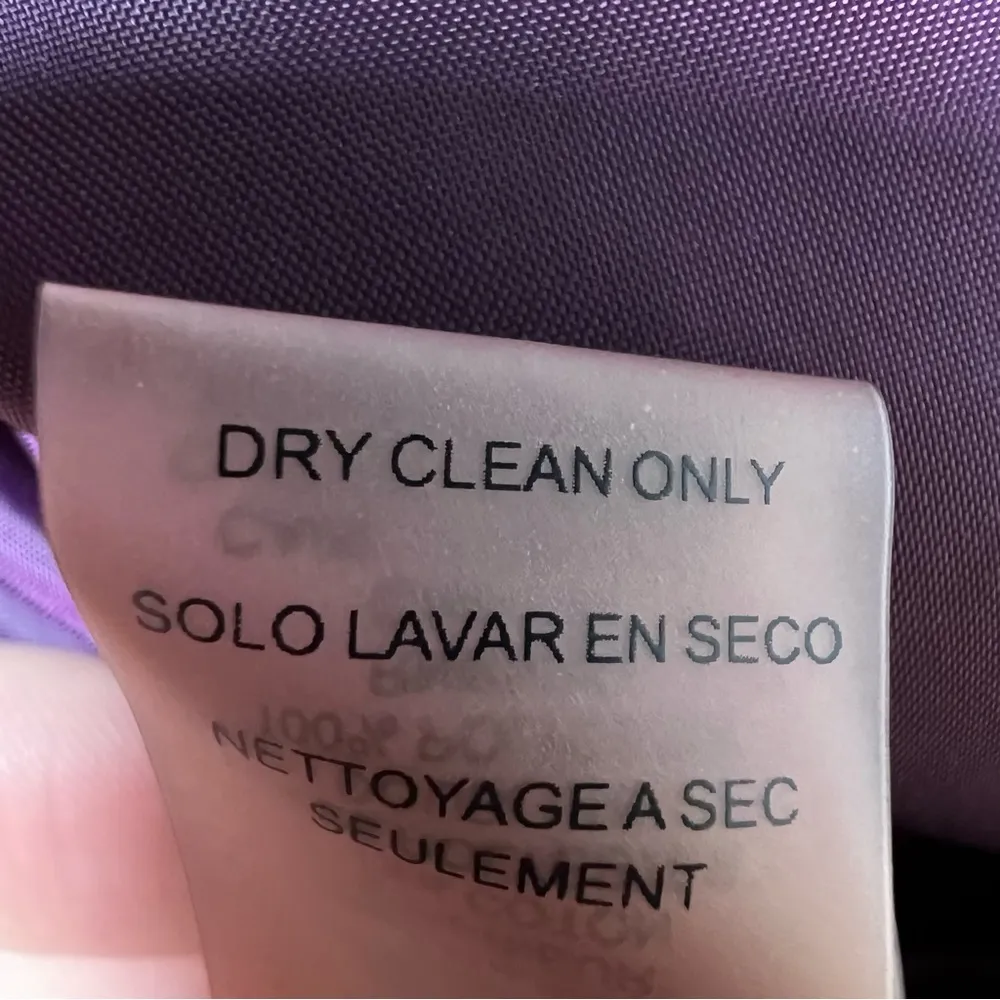 DRY CLEAN ONLY
SOLO LAVAR EN SECO
NETTOYAGE A SEC
SEULEMENT